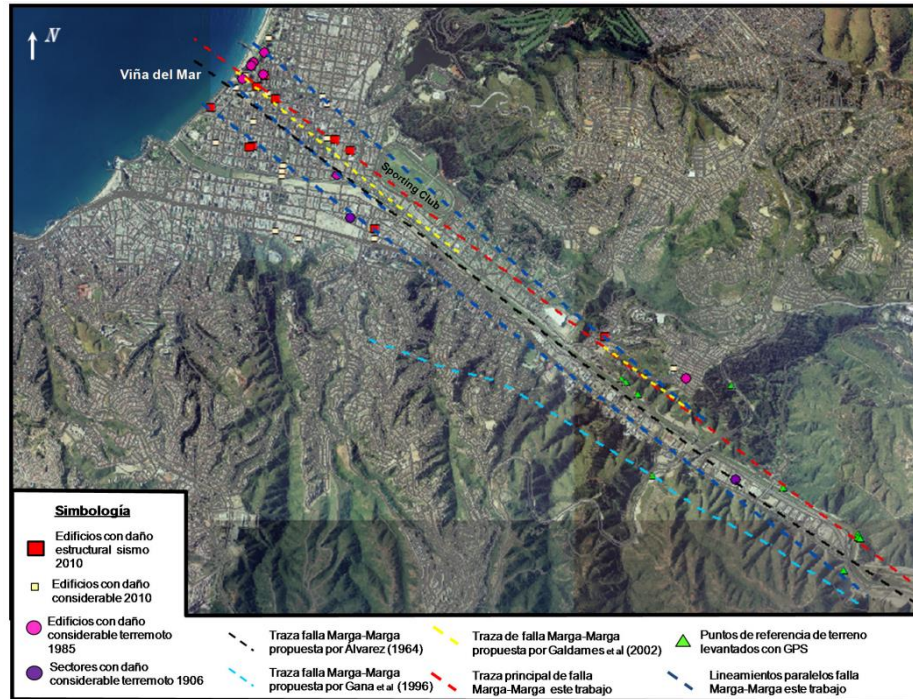 N
Viña del Mar
Sporting Club
Simbología
Edificios con daño
estructural sismo
2010
Edificios con daño
considerable 2010
Edificios con daño
considerable terremoto
1985
Sectores con daño
considerable terremoto 1906
Traza falla Marga-Marga
propuesta por Álvarez (1964)
Traza falla Marga-Marga
propuesta por Gana et al (1996)
Traza de falla Marga-Marga
propuesta por Galdames et al (2002)
Traza principal de falla
Marga-Marga este trabajo
Puntos de referencia de terreno
levantados con GPS
Lineamientos paralelos falla
Marga-Marga este trabajo